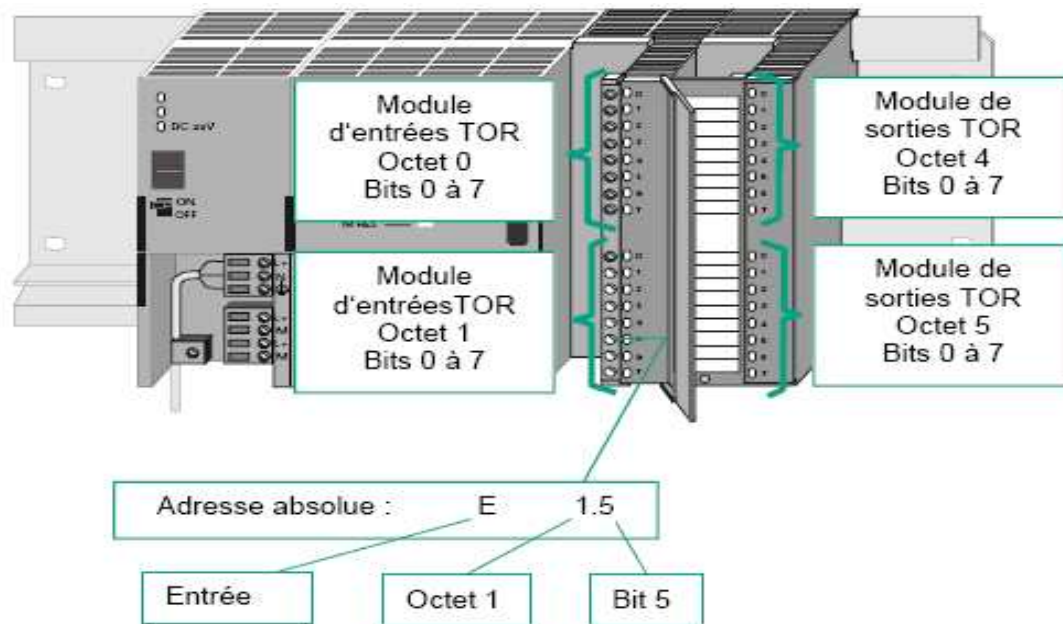 DC 24V
ON
OFF
Module
d'entrées TOR
Octet 0
Bits 0 à 7
Module
d'entréesTOR
Octet 1
Bits 0 à 7
Module de
sorties TOR
Octet 4
Bits 0 à 7
Module de
sorties TOR
Octet 5
Bits 0 à 7
Adresse absolue : E 1.5
Entrée
Octet 1
Bit 5